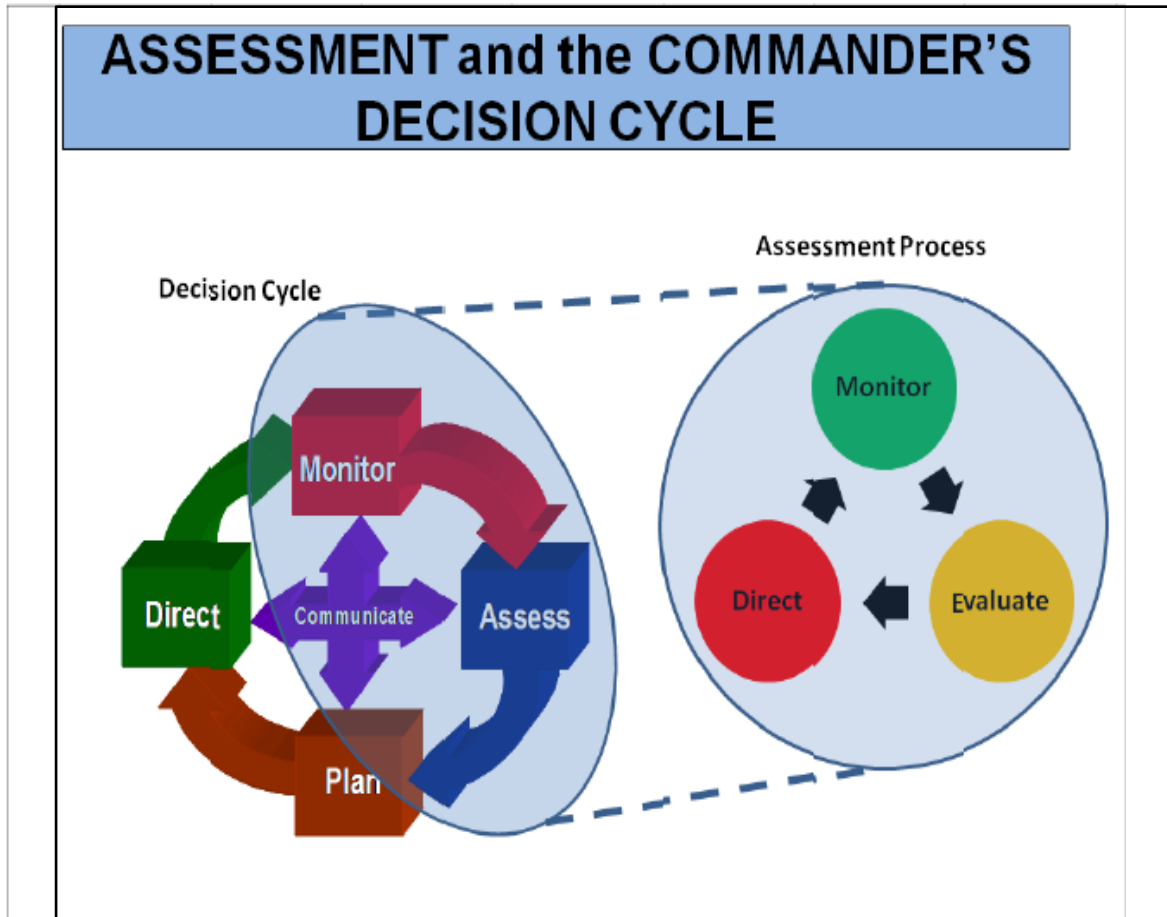 ASSESSMENT and the COMMANDER'S
DECISION CYCLE
Assessment Process
Decision Cycle
Monitor
Monitor
Direct
Communicate
Assess
Direct
Evaluate
Plan